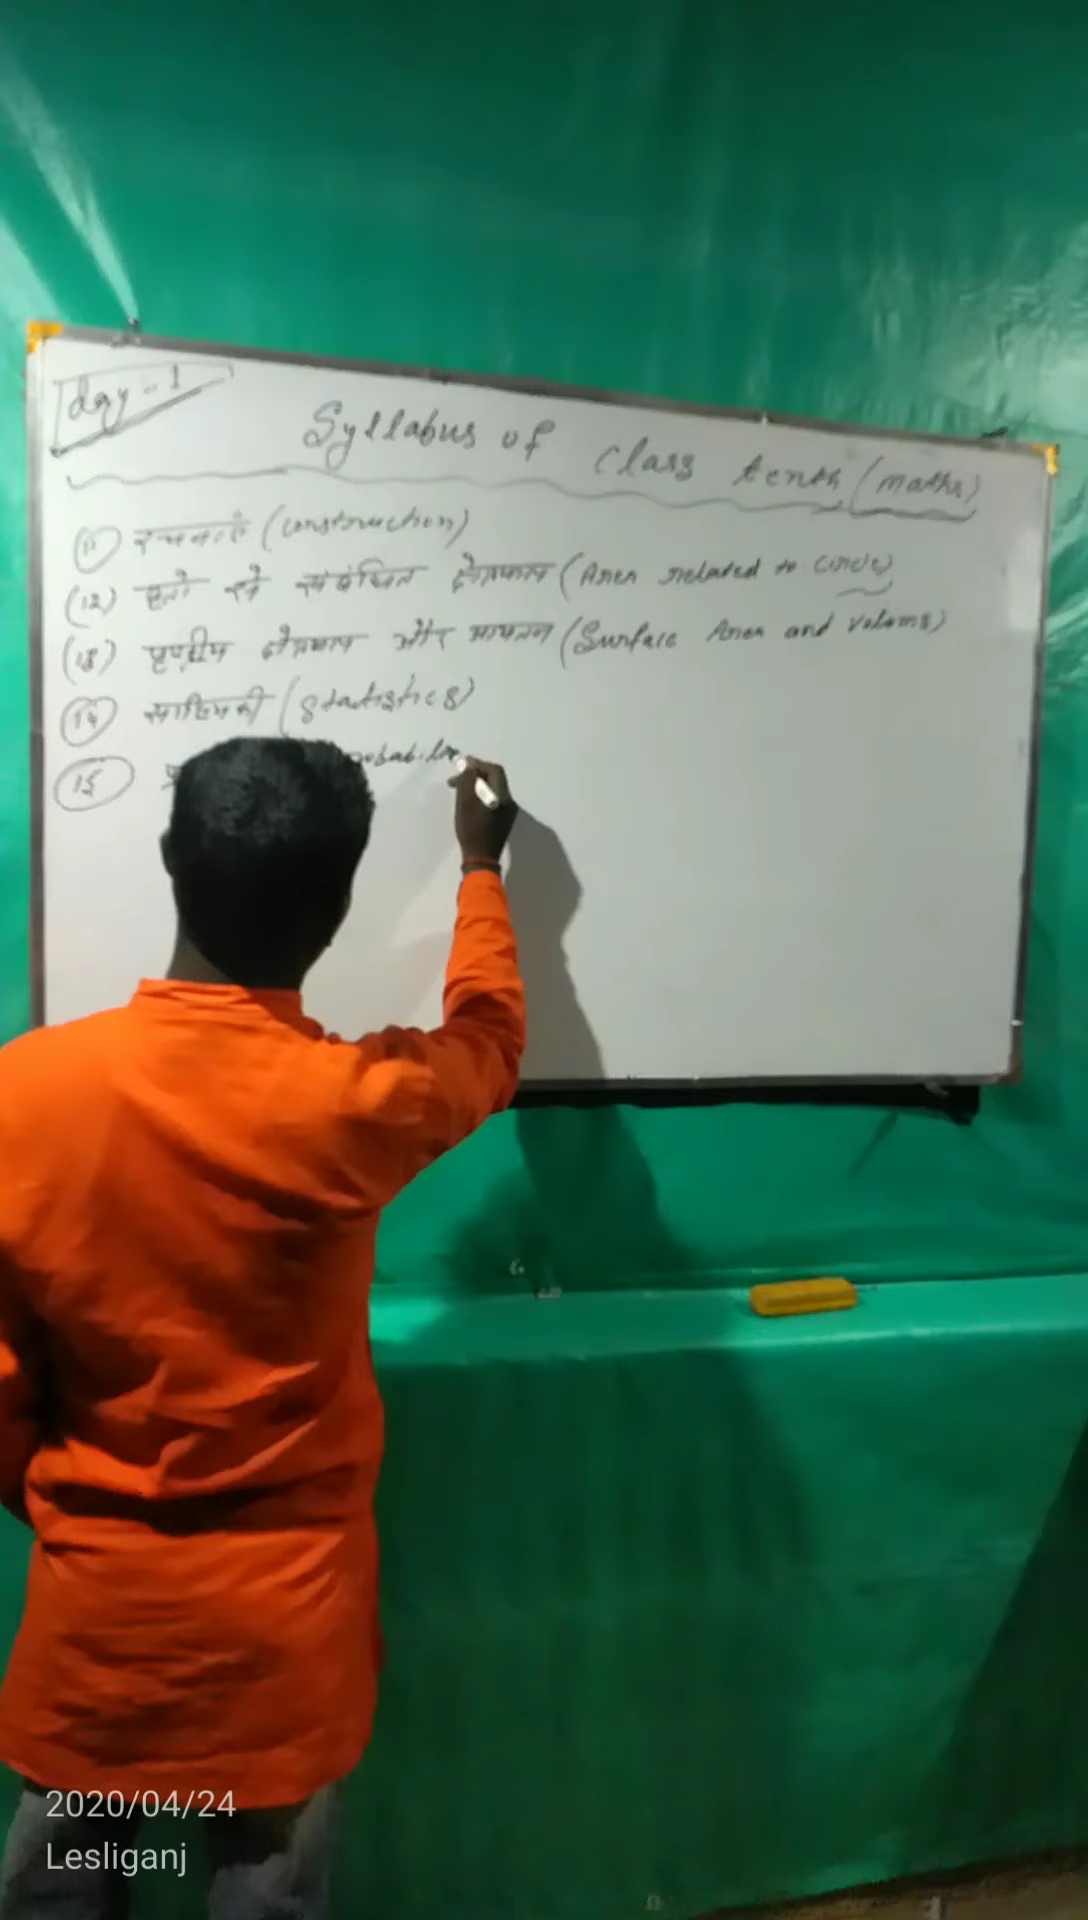 day - 1
Syllabus of Class tenth (maths)
(11) रचनाएँ (Construction)
(12) वृतो से संबंधित क्षेत्रफल (Area related to circle)
(13) पृष्ठीय क्षेत्रफल और आयतन (Surface Area and volume)
(14) सांख्यिकी (Statistics)
(15)
2020/04/24
Lesliganj